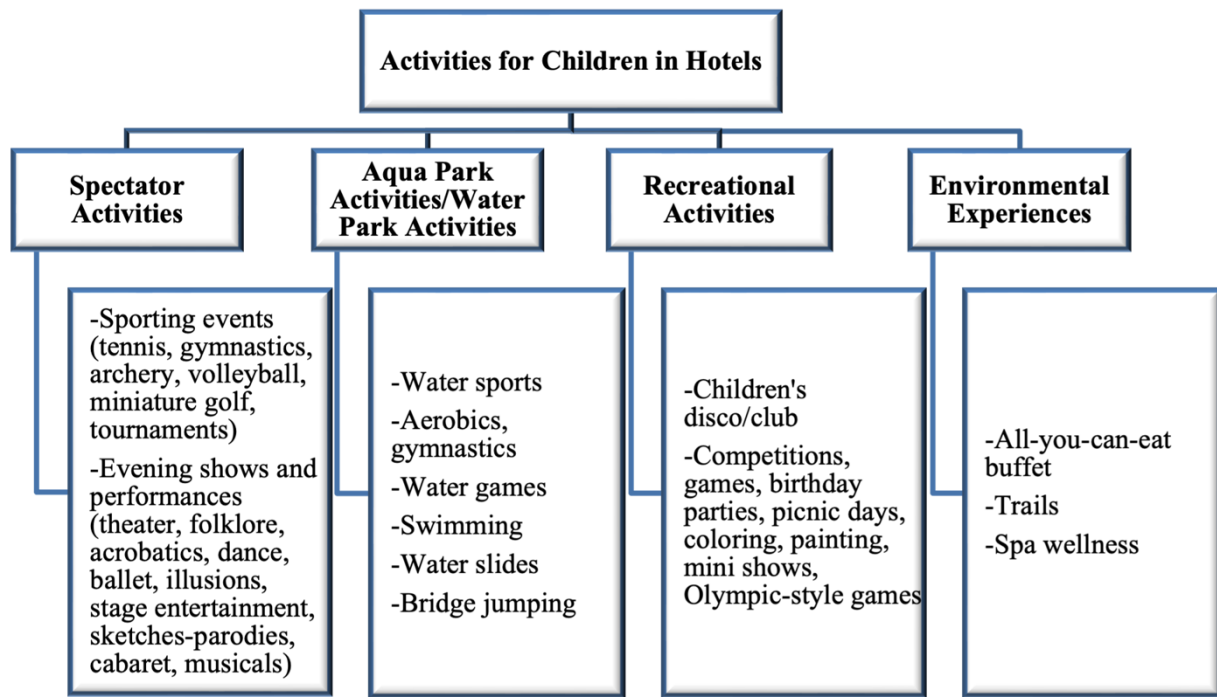 Activities for Children in Hotels
Spectator
Activities
Aqua Park
Activities/Water
Park Activities
Recreational
Activities
Environmental
Experiences
-Sporting events
(tennis, gymnastics,
archery, volleyball,
miniature golf,
tournaments)
-Evening shows and
performances
(theater, folklore,
acrobatics, dance,
ballet, illusions,
stage entertainment,
sketches-parodies,
cabaret, musicals)
-Water sports
-Aerobics,
gymnastics
-Water games
-Swimming
-Water slides
-Bridge jumping
-Children's
disco/club
-Competitions,
games, birthday
parties, picnic days,
coloring, painting,
mini shows,
Olympic-style games
-All-you-can-eat
buffet
-Trails
-Spa wellness